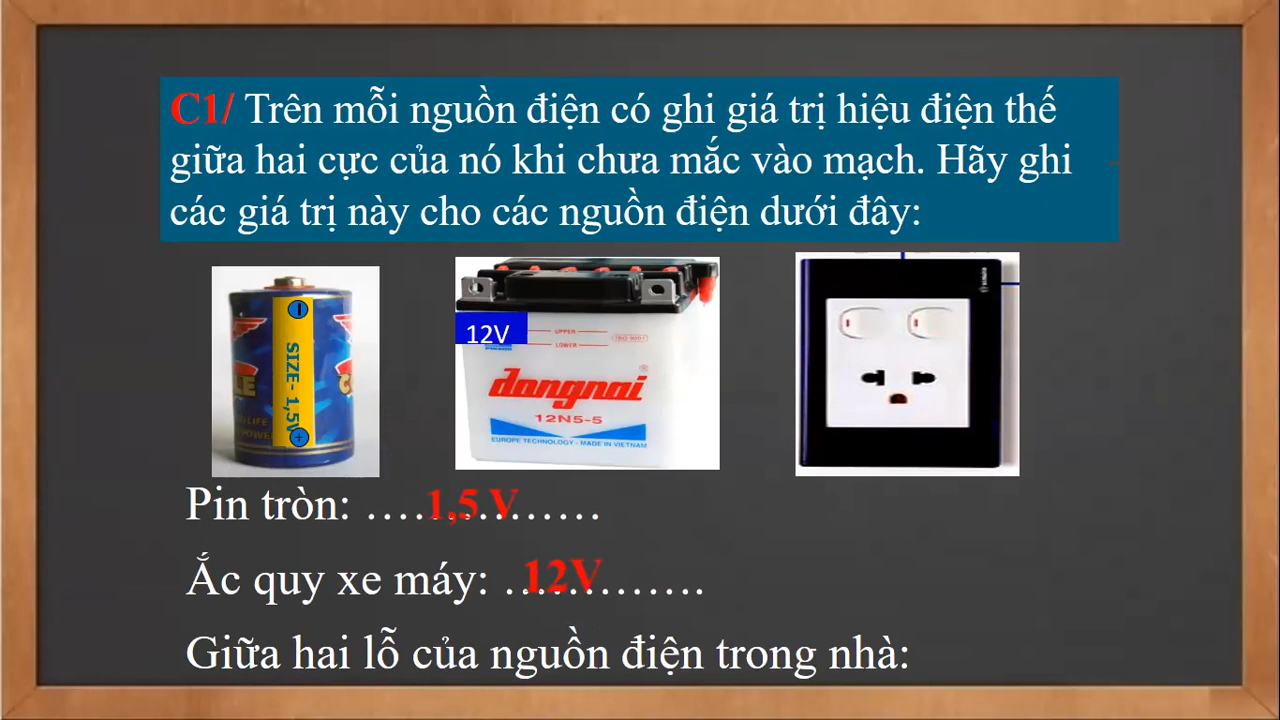 C1/ Trên mỗi nguồn điện có ghi giá trị hiệu điện thế
giữa hai cực của nó khi chưa mắc vào mạch. Hãy ghi
các giá trị này cho các nguồn điện dưới đây:
SIZE - 1,5V
12V
UPPER
LOWER
dongnai
12N5-5
EUROPE TECHNOLOGY - MADE IN VIETNAM
Pin tròn: ....1,5 V......
Ắc quy xe máy: ..12V........
Giữa hai lỗ của nguồn điện trong nhà: